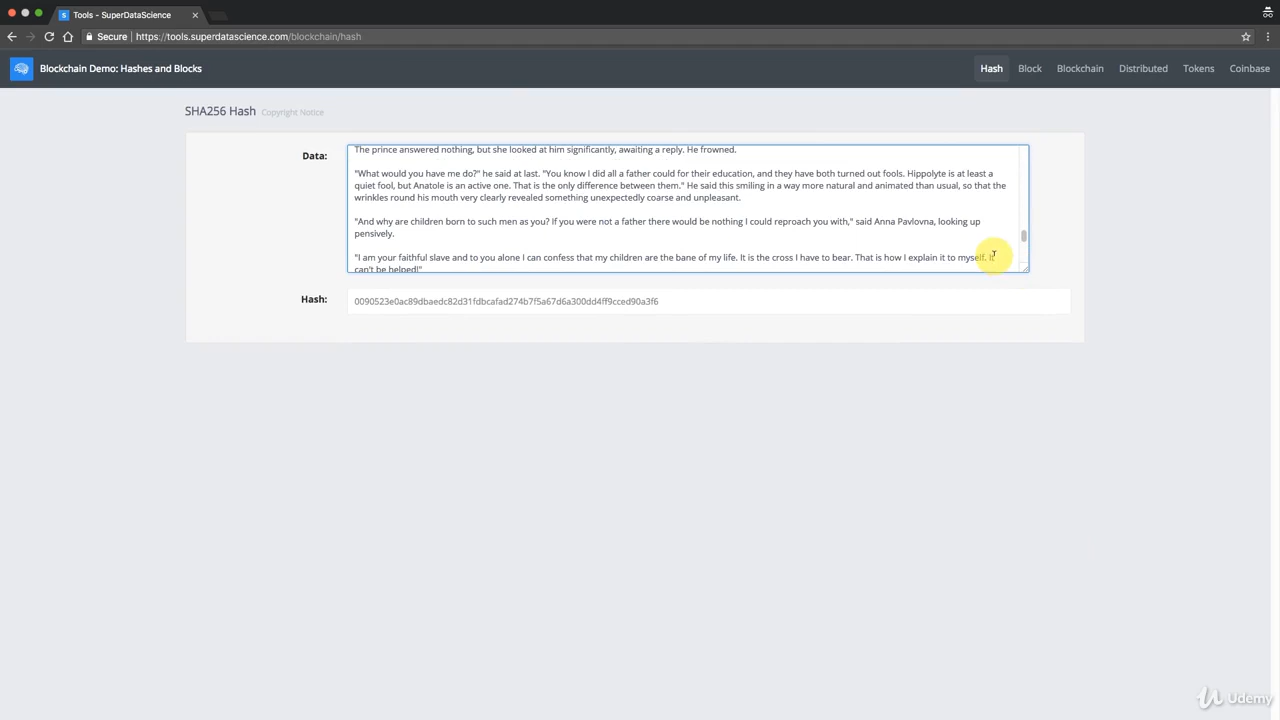 Tools - SuperDataScience
Secure | https://tools.superdatascience.com/blockchain/hash
Blockchain Demo: Hashes and Blocks
Hash Block Blockchain Distributed Tokens Coinbase
SHA256 Hash Copyright Notice
Data:
The prince answered nothing, but she looked at him significantly, awaiting a reply. He frowned.
"What would you have me do?" he said at last. "You know I did all a father could for their education, and they have both turned out fools. Hippolyte is at least a
quiet fool, but Anatole is an active one. That is the only difference between them." He said this smiling in a way more natural and animated than usual, so that the
wrinkles round his mouth very clearly revealed something unexpectedly coarse and unpleasant.
"And why are children born to such men as you? If you were not a father there would be nothing I could reproach you with," said Anna Pavlovna, looking up
pensively.
"I am your faithful slave and to you alone I can confess that my children are the bane of my life. It is the cross I have to bear. That is how I explain it to myself. It
can't be helped!"
Hash:
0090523e0ac89dbaedc82d31fdbcafad274b7f5a67d6a300dd4ff9cced90a3f6
Udemy